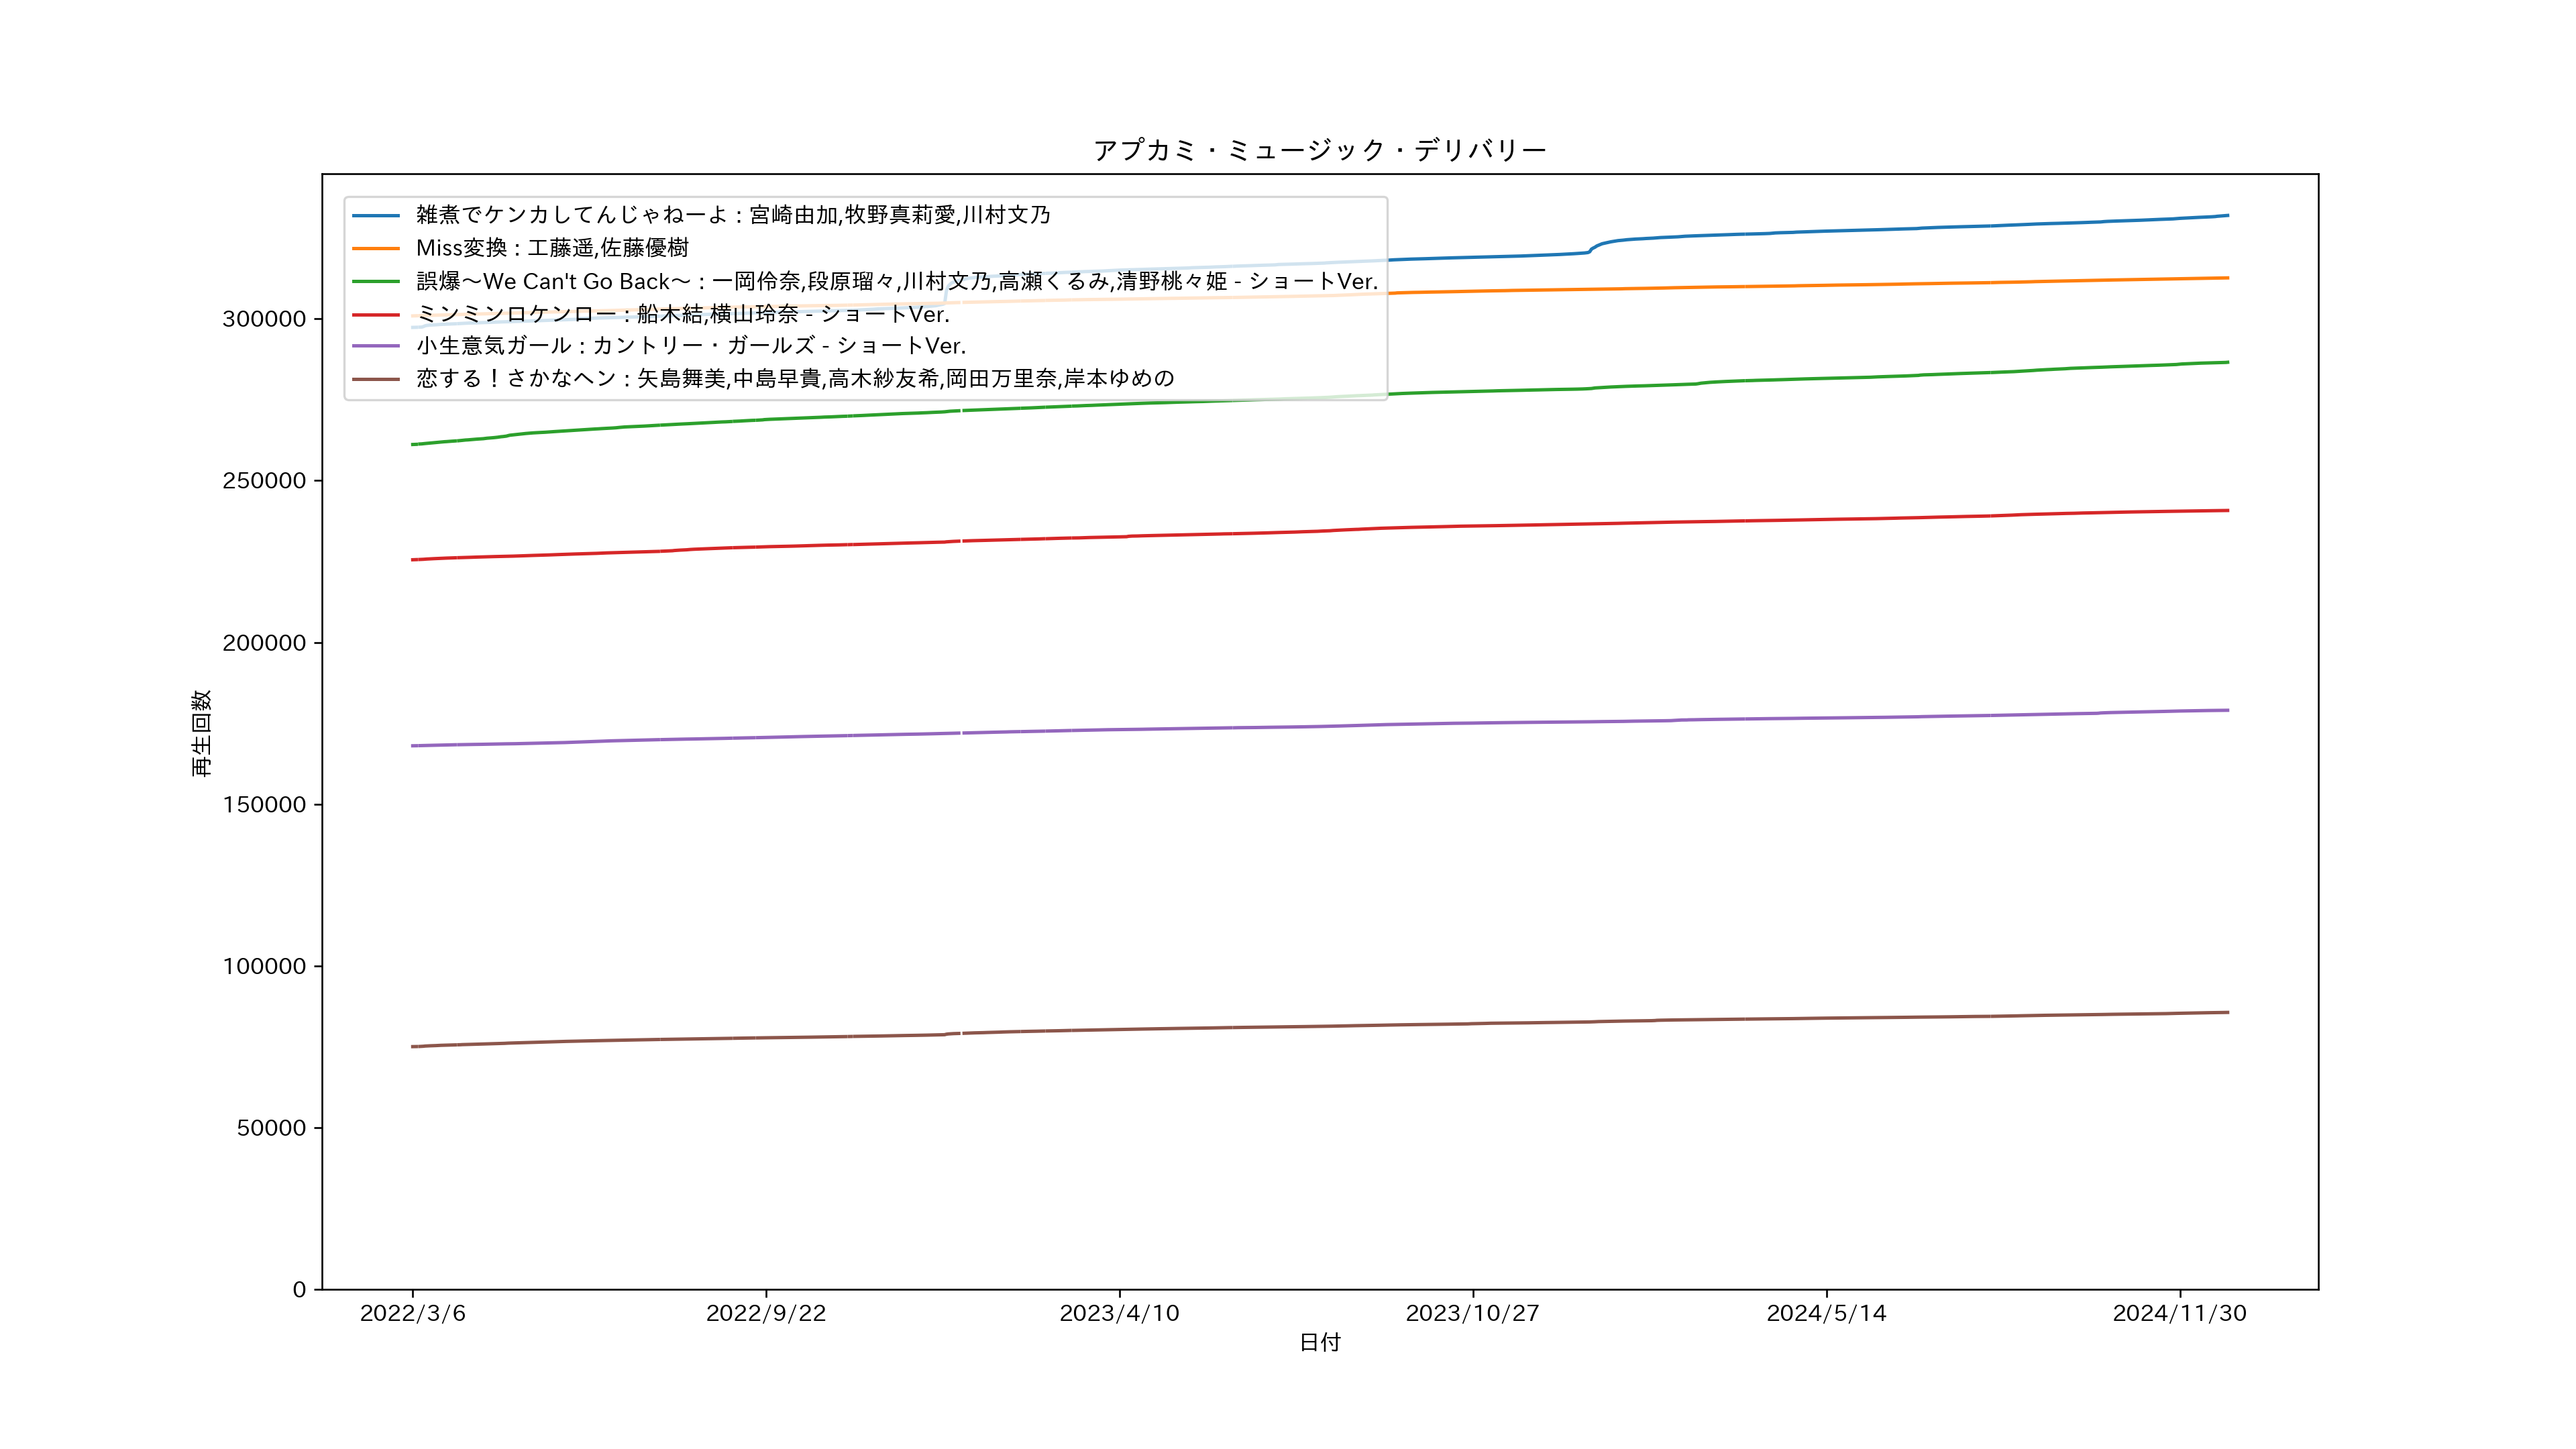 アプカミ・ミュージック・デリバリー
雑煮でケンカしてんじゃねーよ : 宮崎由加,牧野真莉愛,川村文乃
Miss変換 : 工藤遥,佐藤優樹
誤爆～We Can't Go Back～ : 一岡伶奈,段原瑠々,川村文乃,高瀬くるみ,清野桃々姫 - ショートVer.
ミンミンロケンロー : 船木結,横山玲奈 - ショートVer.
小生意気ガール : カントリー・ガールズ - ショートVer.
恋する！さかなヘン : 矢島舞美,中島早貴,高木紗友希,岡田万里奈,岸本ゆめの
300000
250000
200000
150000
100000
50000
0
再生回数
2022/3/6 2022/9/22 2023/4/10 2023/10/27 2024/5/14 2024/11/30
日付